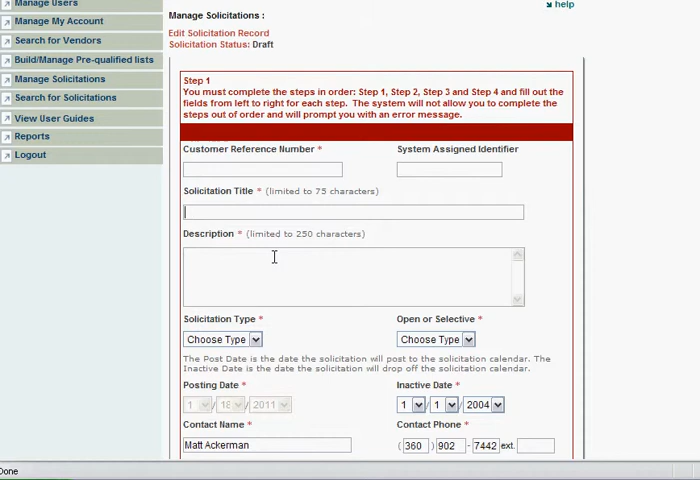 Manage Users
Manage My Account
Search for Vendors
Build/Manage Pre-qualified lists
Manage Solicitations
Search for Solicitations
View User Guides
Reports
Logout
help
Manage Solicitations :
Edit Solicitation Record
Solicitation Status: Draft
Step 1
You must complete the steps in order: Step 1, Step 2, Step 3 and Step 4 and fill out the
fields from left to right for each step. The system will not allow you to complete the
steps out of order and will prompt you with an error message.
Customer Reference Number * System Assigned Identifier
Solicitation Title * (limited to 75 characters)
Description * (limited to 250 characters)
Solicitation Type * Open or Selective *
Choose Type Choose Type
The Post Date is the date the solicitation will post to the solicitation calendar. The
Inactive Date is the date the solicitation will drop off the solicitation calendar.
Posting Date * Inactive Date *
1 / 18 / 2011 1 / 1 / 2004
Contact Name * Contact Phone *
Matt Ackerman ( 360 ) 902 - 7442 ext.
Done